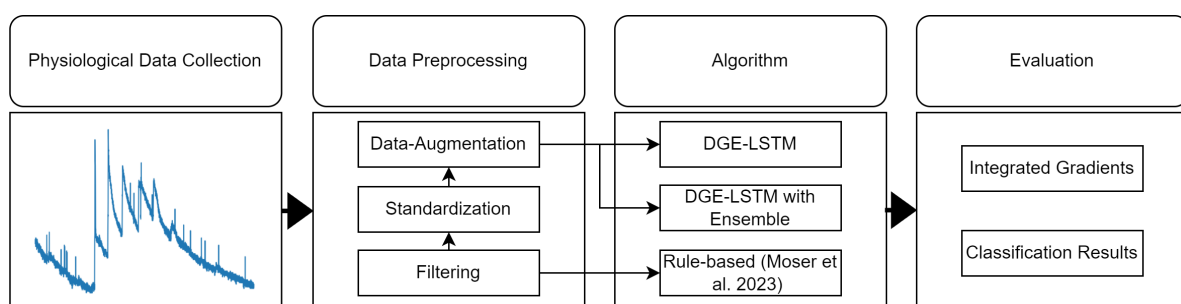 Physiological Data Collection
Data Preprocessing
Algorithm
Evaluation
Data-Augmentation
Standardization
Filtering
DGE-LSTM
DGE-LSTM with
Ensemble
Rule-based (Moser et
al. 2023)
Integrated Gradients
Classification Results